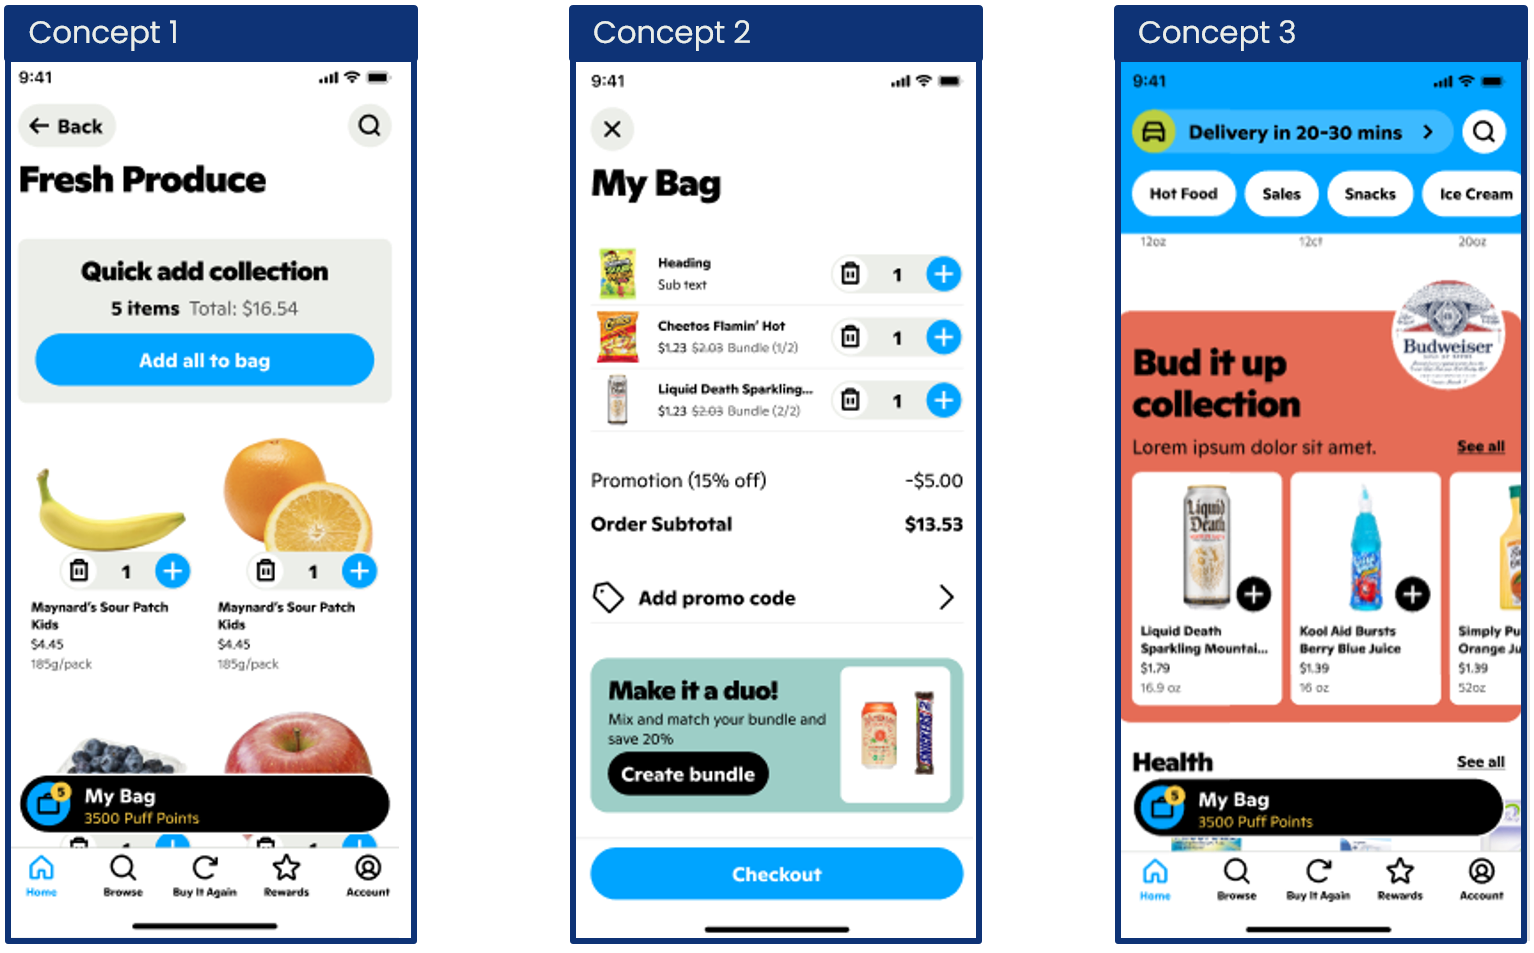 Concept 1
9:41
Back
Fresh Produce
Quick add collection
5 items Total: $16.54
Add all to bag
1
1
Maynard's Sour Patch
Kids
$4.45
185g/pack
Maynard's Sour Patch
Kids
$4.45
185g/pack
5
My Bag
3500 Puff Points
Home
Browse
Buy It Again
Rewards
Account
Concept 2
9:41
My Bag
Heading
Sub text
1
Cheetos Flamin' Hot
$1.23 $2.03 Bundle (1/2)
1
Liquid Death Sparkling...
$1.23 $2.03 Bundle (2/2)
1
Promotion (15% off)
-$5.00
Order Subtotal
$13.53
Add promo code
Make it a duo!
Mix and match your bundle and
save 20%
Create bundle
SNICKERS
Checkout
Concept 3
9:41
Delivery in 20-30 mins
Hot Food
Sales
Snacks
Ice Cream
12oz
12ct
20oz
Budweiser
Bud it up
collection
Lorem ipsum dolor sit amet.
See all
Liquid
Death
Liquid Death
Sparkling Mountai...
$1.79
16.9 oz
Kool Aid Bursts
Berry Blue Juice
$1.39
16 oz
Simply Pu
Orange Ju
$1.39
52oz
Health
See all
5
My Bag
3500 Puff Points
Home
Browse
Buy It Again
Rewards
Account